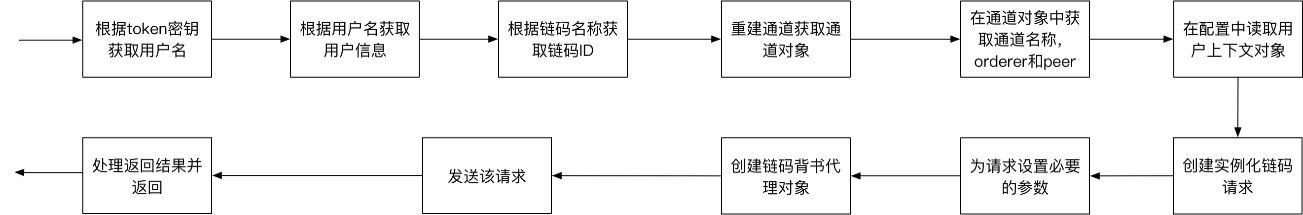 根据token密钥
获取用户名
根据用户名获取
用户信息
根据链码名称获
取链码ID
重建通道获取通
道对象
在通道对象中获
取通道名称，
orderer和peer
在配置中读取用
户上下文对象
创建实例化链码
请求
为请求设置必要
的参数
创建链码背书代
理对象
发送该请求
处理返回结果并
返回